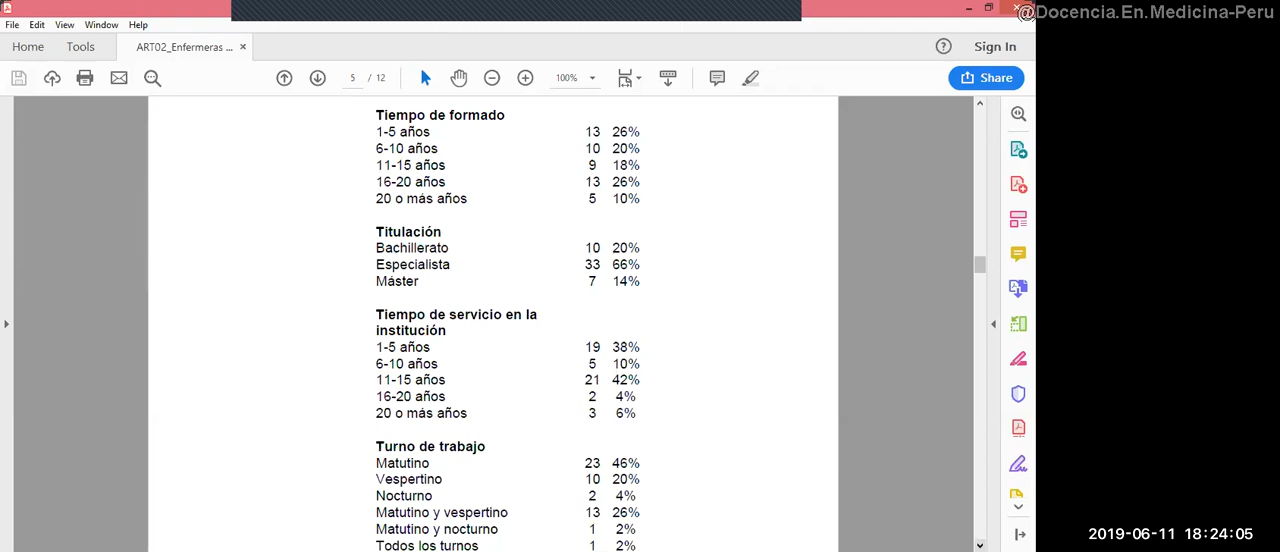 @Docencia.En.Medicina-Peru
File Edit View Window Help
Home Tools ART02_Enfermeras ... × Sign In
5 / 12 100% Share
Tiempo de formado
1-5 años 13 26%
6-10 años 10 20%
11-15 años 9 18%
16-20 años 13 26%
20 o más años 5 10%
Titulación
Bachillerato 10 20%
Especialista 33 66%
Máster 7 14%
Tiempo de servicio en la
institución
1-5 años 19 38%
6-10 años 5 10%
11-15 años 21 42%
16-20 años 2 4%
20 o más años 3 6%
Turno de trabajo
Matutino 23 46%
Vespertino 10 20%
Nocturno 2 4%
Matutino y vespertino 13 26%
Matutino y nocturno 1 2%
Todos los turnos 1 2%
2019-06-11 18:24:05